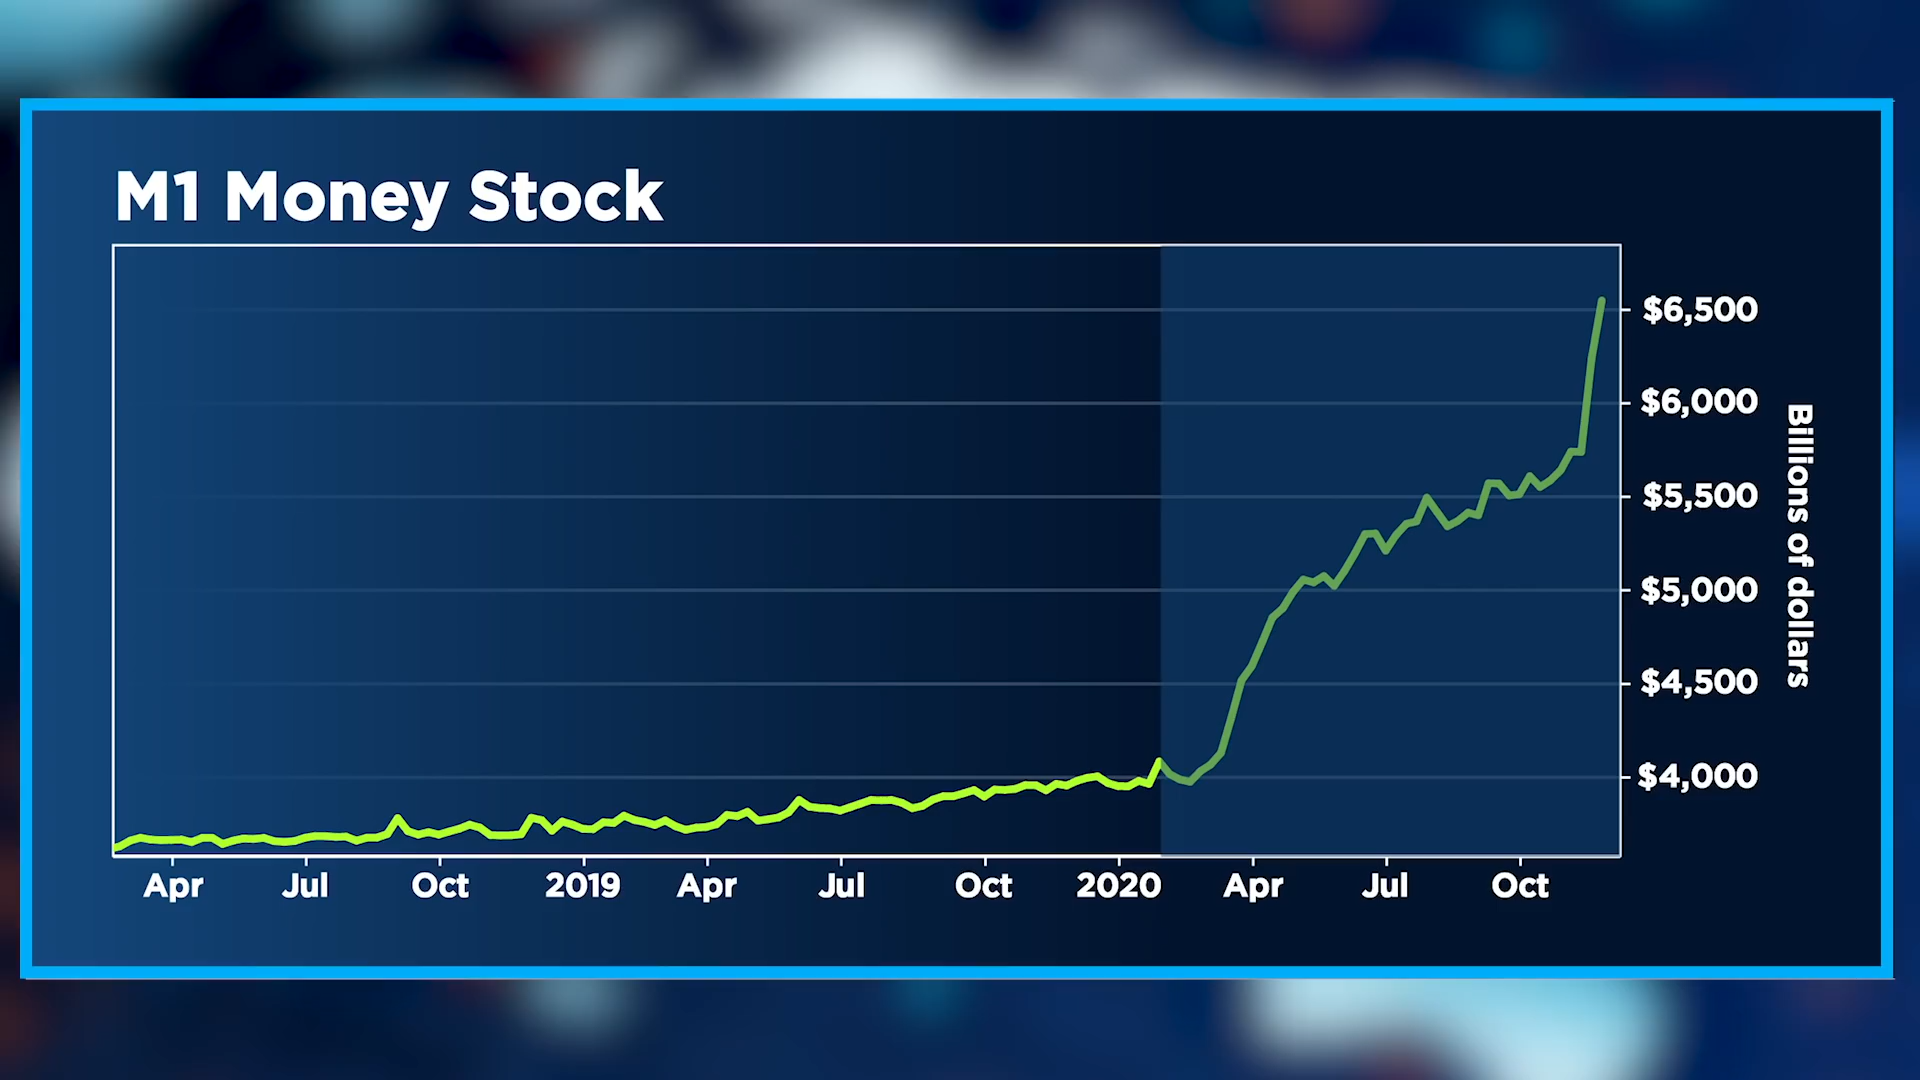 M1 Money Stock
$6,500
$6,000
$5,500
$5,000
$4,500
$4,000
Billions of dollars
Apr Jul Oct 2019 Apr Jul Oct 2020 Apr Jul Oct